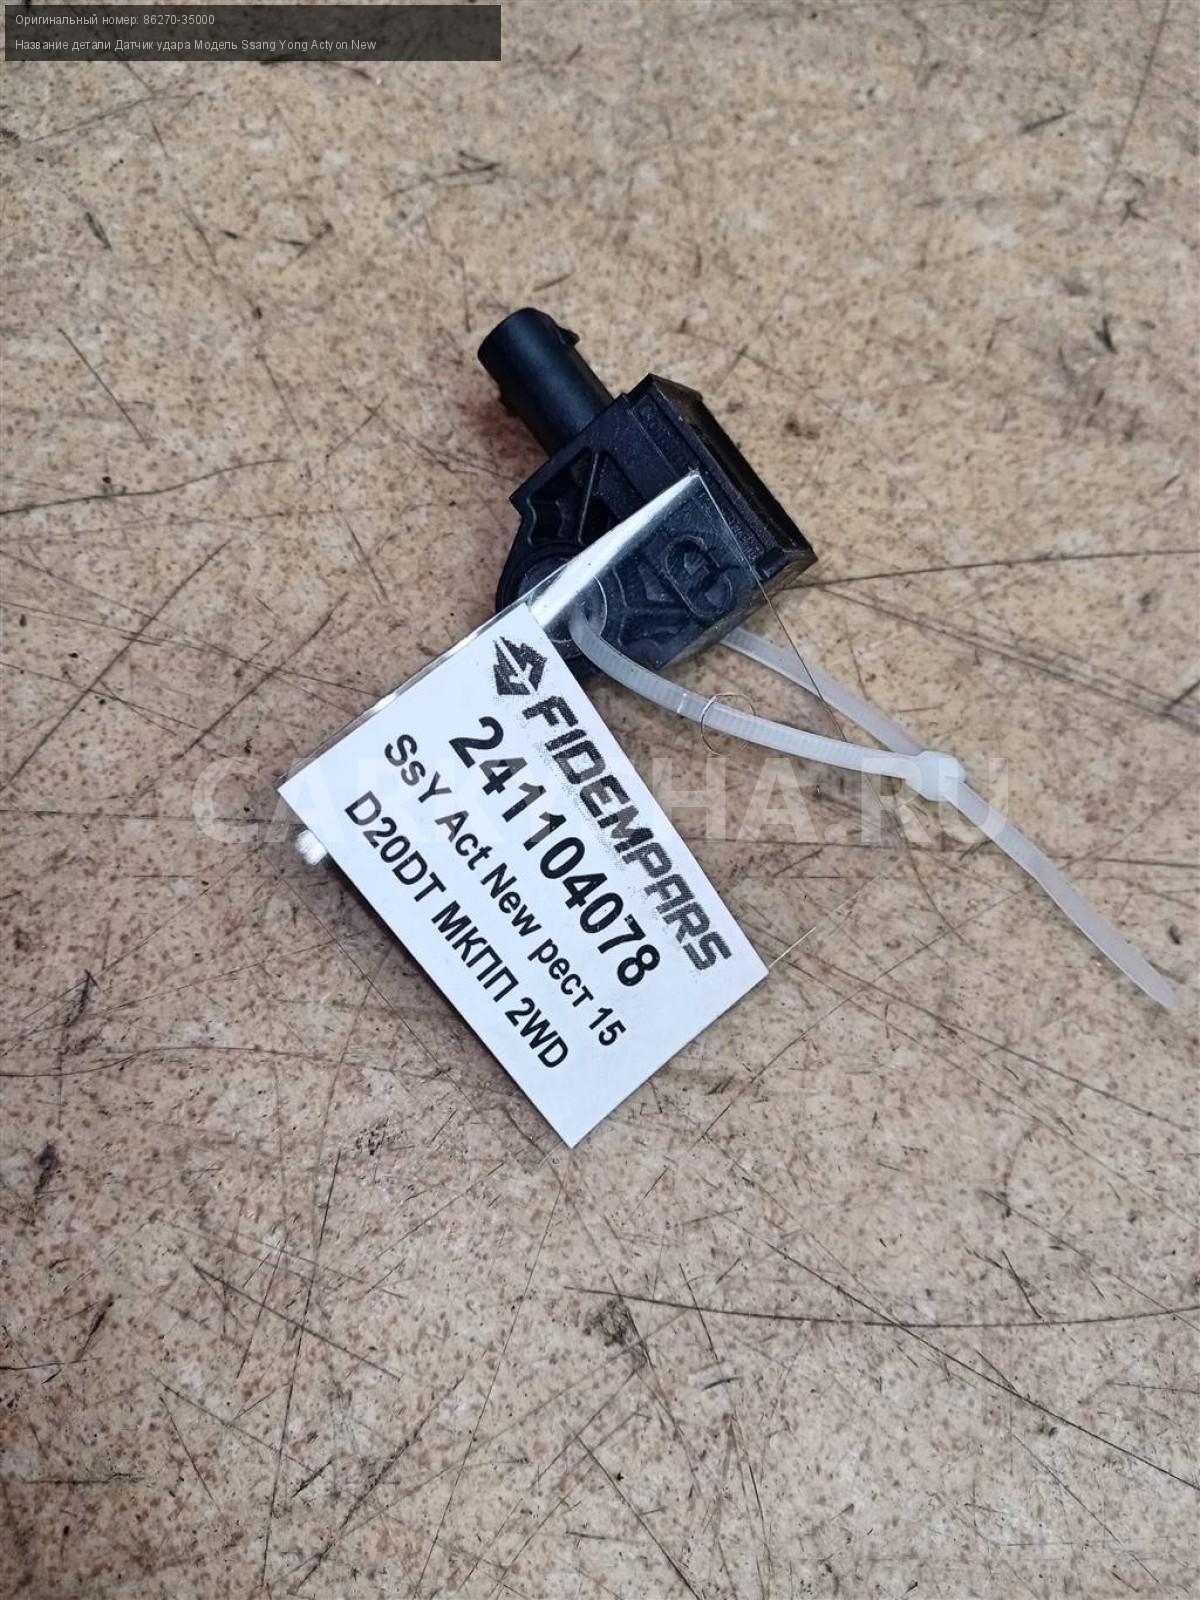 Оригинальный номер: 86270-35000
Название детали Датчик удара Модель Ssang Yong Actyon New
FIDEMPARS
2411104078
SsY Act New рест 15
D20DT МКПП 2WD